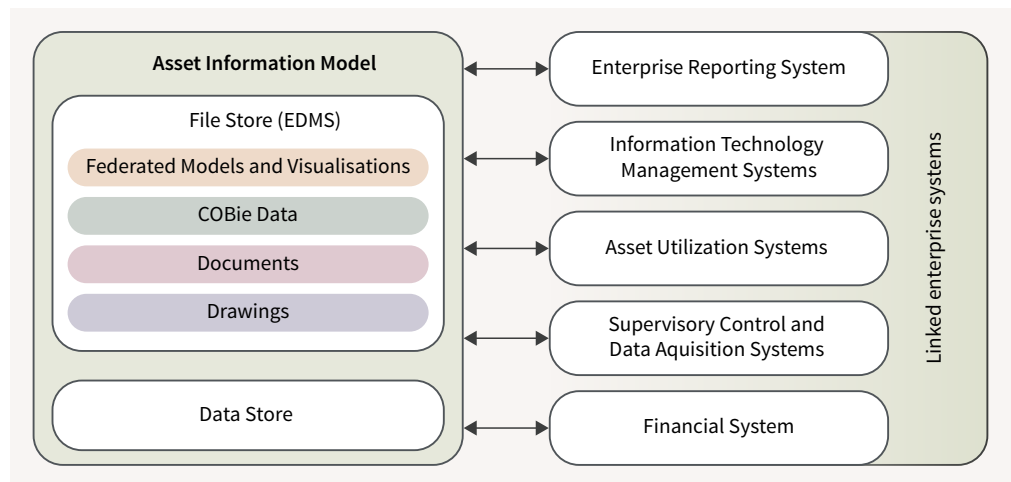 Asset Information Model
File Store (EDMS)
Federated Models and Visualisations
COBie Data
Documents
Drawings
Data Store
Enterprise Reporting System
Information Technology
Management Systems
Asset Utilization Systems
Supervisory Control and
Data Aquisition Systems
Financial System
Linked enterprise systems